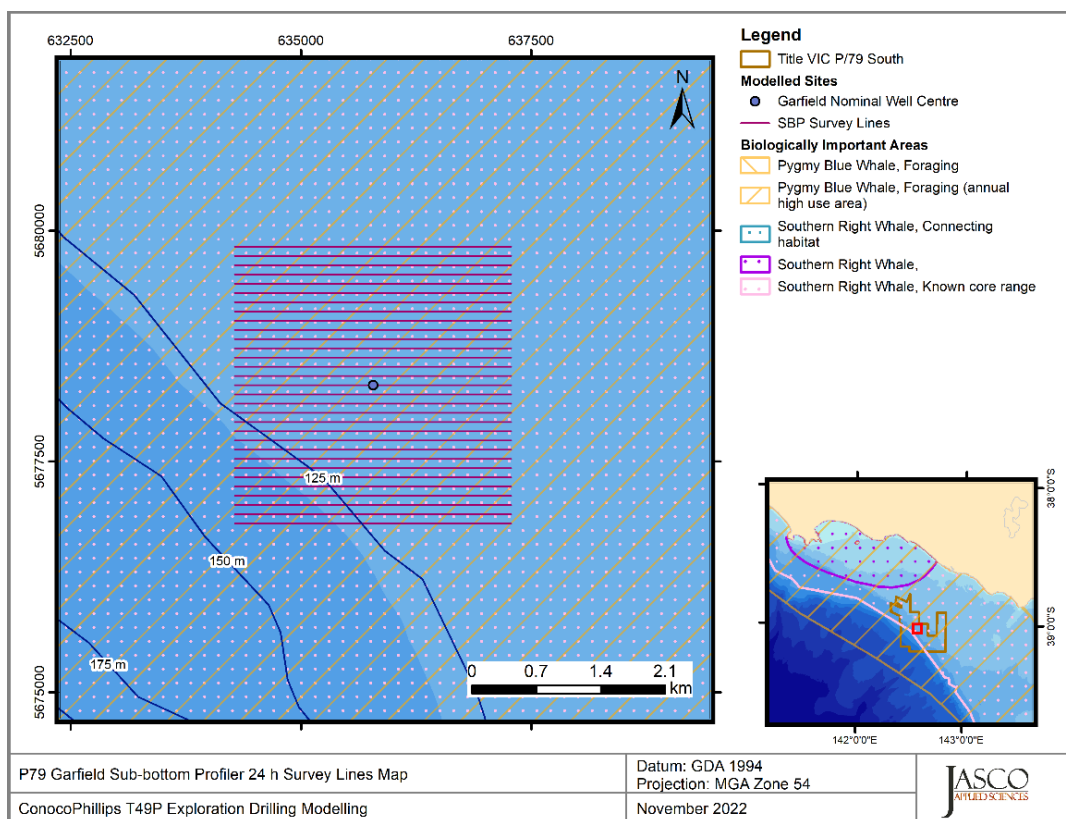 632500
635000
637500
5680000
5677500
5675000
N
125 m
150 m
175 m
0
0.7
1.4
2.1
km
Legend
Title VIC P/79 South
Modelled Sites
Garfield Nominal Well Centre
SBP Survey Lines
Biologically Important Areas
Pygmy Blue Whale, Foraging
Pygmy Blue Whale, Foraging (annual
high use area)
Southern Right Whale, Connecting
habitat
Southern Right Whale,
Southern Right Whale, Known core range
38°0'0"S
39°0'0"S
142°0'0"E
143°0'0"E
P79 Garfield Sub-bottom Profiler 24 h Survey Lines Map
ConocoPhillips T49P Exploration Drilling Modelling
Datum: GDA 1994
Projection: MGA Zone 54
November 2022
JASCO
APPLIED SCIENCES